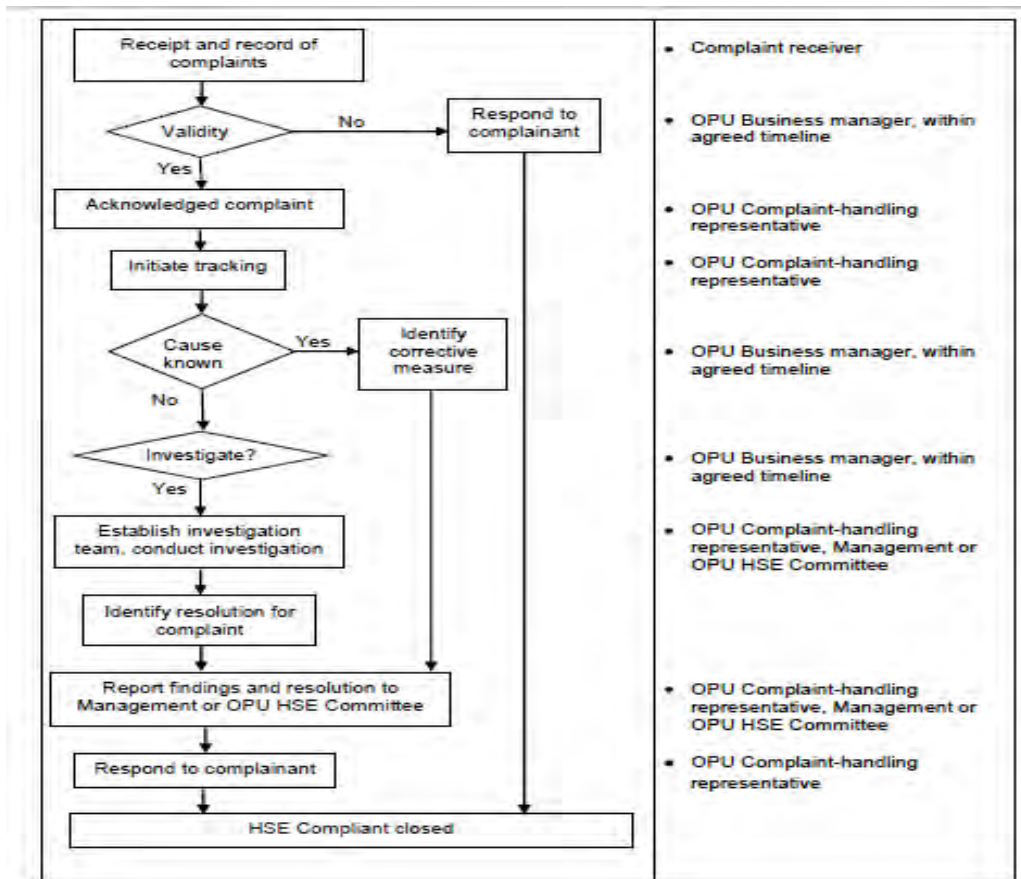 Receipt and record of
complaints
• Complaint receiver
Validity
No
Respond to
complainant
• OPU Business manager, within
agreed timeline
Yes
Acknowledged complaint
• OPU Complaint-handling
representative
Initiate tracking
• OPU Complaint-handling
representative
Cause
known
Yes
Identify
corrective
measure
• OPU Business manager, within
agreed timeline
No
Investigate?
• OPU Business manager, within
agreed timeline
Yes
Establish investigation
team, conduct investigation
• OPU Complaint-handling
representative, Management or
OPU HSE Committee
Identify resolution for
complaint
Report findings and resolution to
Management or OPU HSE Committee
• OPU Complaint-handling
representative, Management or
OPU HSE Committee
Respond to complainant
• OPU Complaint-handling
representative
HSE Compliant closed